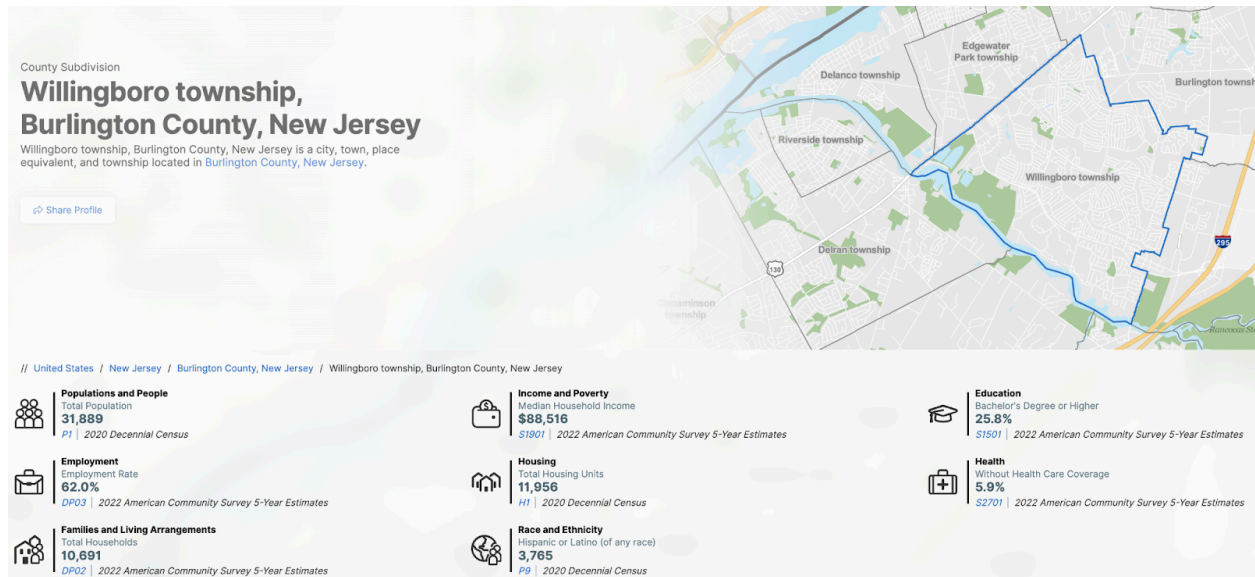 County Subdivision
Willingboro township,
Burlington County, New Jersey
Willingboro township, Burlington County, New Jersey is a city, town, place
equivalent, and township located in Burlington County, New Jersey.
Share Profile
Edgewater
Park township
Delanco township
Burlington townsh
Riverside township
Willingboro township
295
Delran township
130
Cinnaminson
township
Rancocas St
// United States / New Jersey / Burlington County, New Jersey / Willingboro township, Burlington County, New Jersey
Populations and People
Total Population
31,889
P1 | 2020 Decennial Census
Income and Poverty
Median Household Income
$88,516
S1901 | 2022 American Community Survey 5-Year Estimates
Education
Bachelor's Degree or Higher
25.8%
S1501 | 2022 American Community Survey 5-Year Estimates
Employment
Employment Rate
62.0%
DP03 | 2022 American Community Survey 5-Year Estimates
Housing
Total Housing Units
11,956
H1 | 2020 Decennial Census
Health
Without Health Care Coverage
5.9%
S2701 | 2022 American Community Survey 5-Year Estimates
Families and Living Arrangements
Total Households
10,691
DP02 | 2022 American Community Survey 5-Year Estimates
Race and Ethnicity
Hispanic or Latino (of any race)
3,765
P9 | 2020 Decennial Census